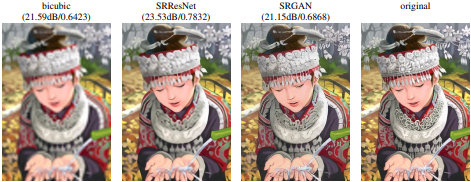 bicubic
(21.59dB/0.6423)
SRResNet
(23.53dB/0.7832)
SRGAN
(21.15dB/0.6868)
original